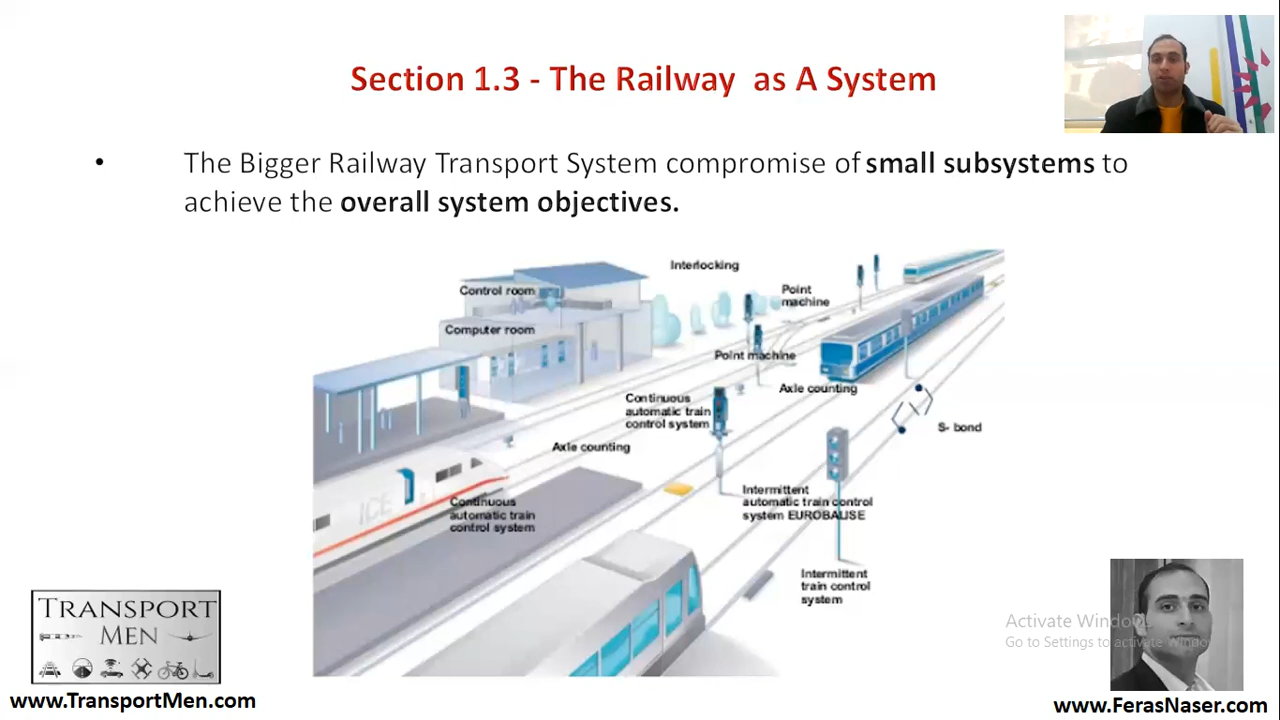 Section 1.3 - The Railway as A System
• The Bigger Railway Transport System compromise of small subsystems to
achieve the overall system objectives.
Interlocking
Control room
Point
machine
Computer room
Point machine
Axle counting
Continuous
automatic train
control system
S- bond
Axle counting
Intermittent
automatic train control
system EUROBALISE
ICE
Continuous
automatic train
control system
Intermittent
train control
system
TRANSPORT
MEN
Activate Windows
Go to Settings to activate Windows
www.TransportMen.com
www.FerasNaser.com